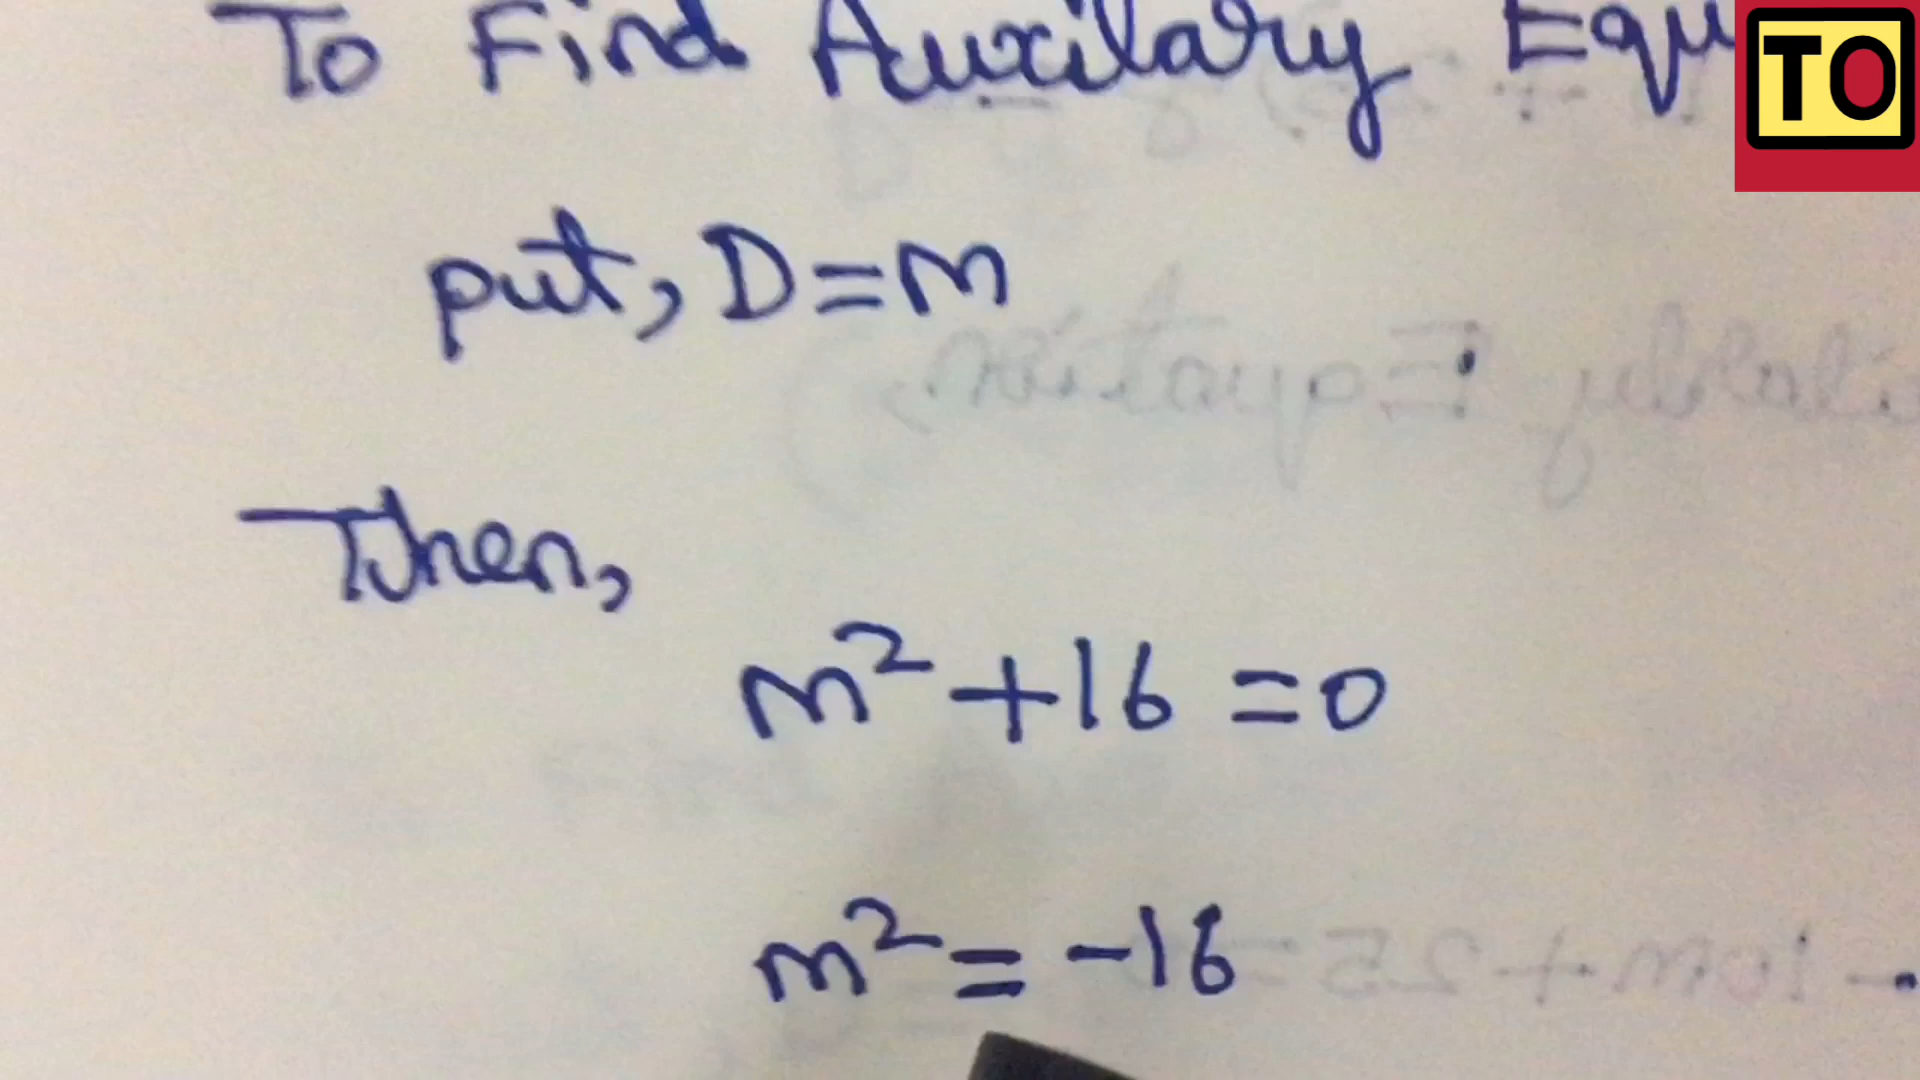 To Find Auxilary Equ
TO
put, D=m
Then,
m² + 16 = 0
m² = -16